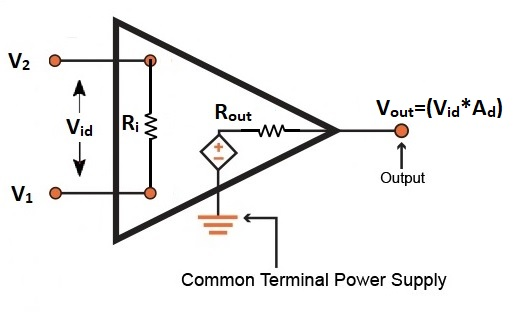 V₂
Vid
Ri
Rout
Vout=(Vid*Ad)
Output
V₁
Common Terminal Power Supply